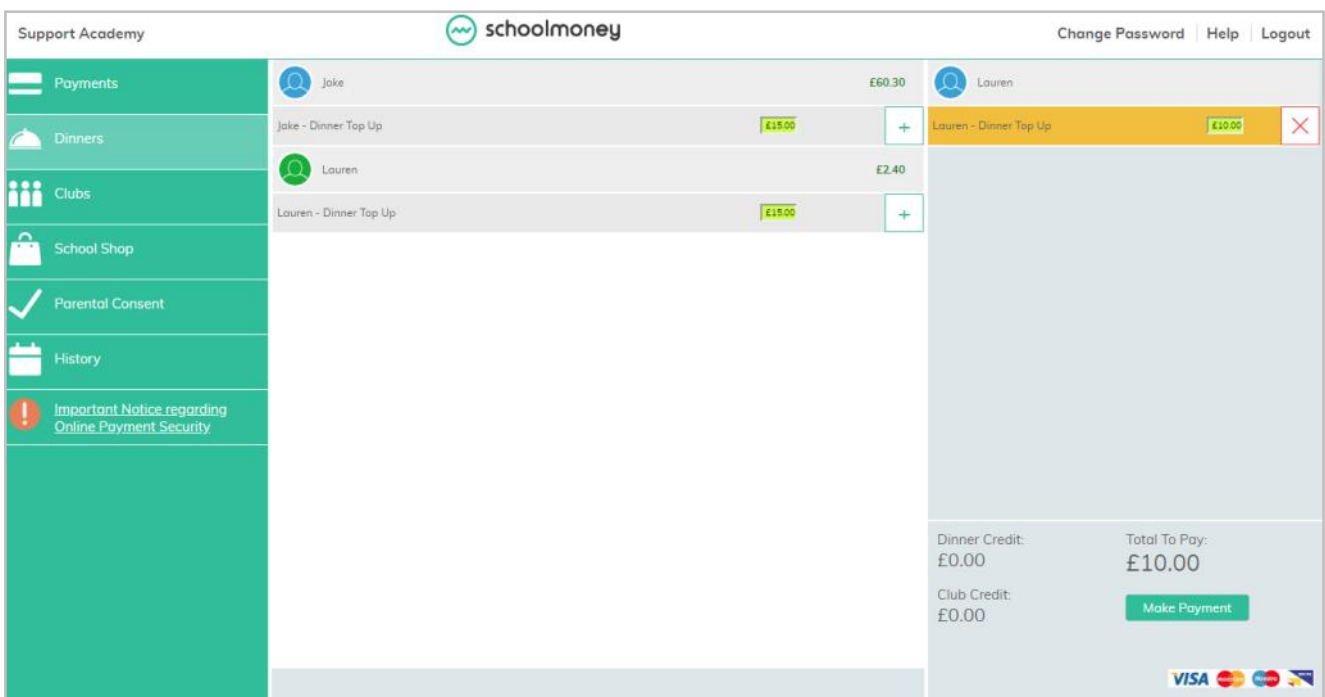 Support Academy
schoolmoney
Change Password Help Logout
Payments
Dinners
Clubs
School Shop
Parental Consent
History
Important Notice regarding
Online Payment Security
Jake £60.30
Jake - Dinner Top Up £15.00 +
Lauren £2.40
Lauren - Dinner Top Up £15.00 +
Lauren
Lauren - Dinner Top Up £10.00
Dinner Credit:
£0.00
Club Credit:
£0.00
Total To Pay:
£10.00
Make Payment
VISA